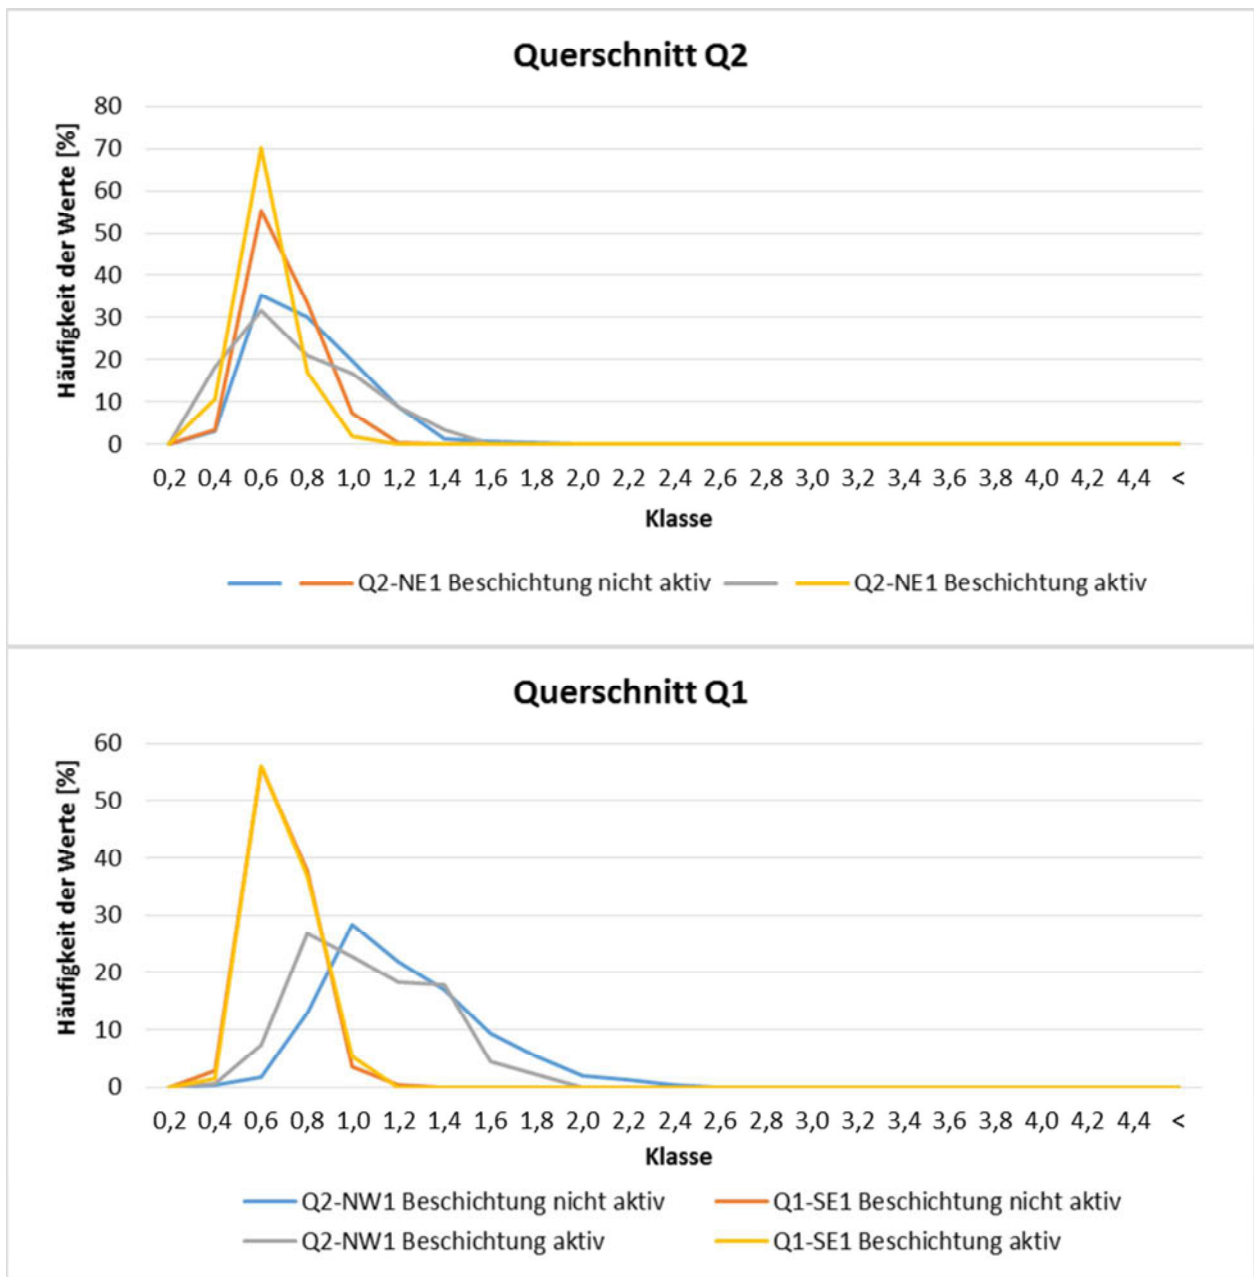 Querschnitt Q2
Häufigkeit der Werte [%]
80
70
60
50
40
30
20
10
0
0,2 0,4 0,6 0,8 1,0 1,2 1,4 1,6 1,8 2,0 2,2 2,4 2,6 2,8 3,0 3,2 3,4 3,6 3,8 4,0 4,2 4,4 <
Klasse
Q2-NE1 Beschichtung nicht aktiv Q2-NE1 Beschichtung aktiv
Querschnitt Q1
Häufigkeit der Werte [%]
60
50
40
30
20
10
0
0,2 0,4 0,6 0,8 1,0 1,2 1,4 1,6 1,8 2,0 2,2 2,4 2,6 2,8 3,0 3,2 3,4 3,6 3,8 4,0 4,2 4,4 <
Klasse
Q2-NW1 Beschichtung nicht aktiv Q1-SE1 Beschichtung nicht aktiv
Q2-NW1 Beschichtung aktiv Q1-SE1 Beschichtung aktiv